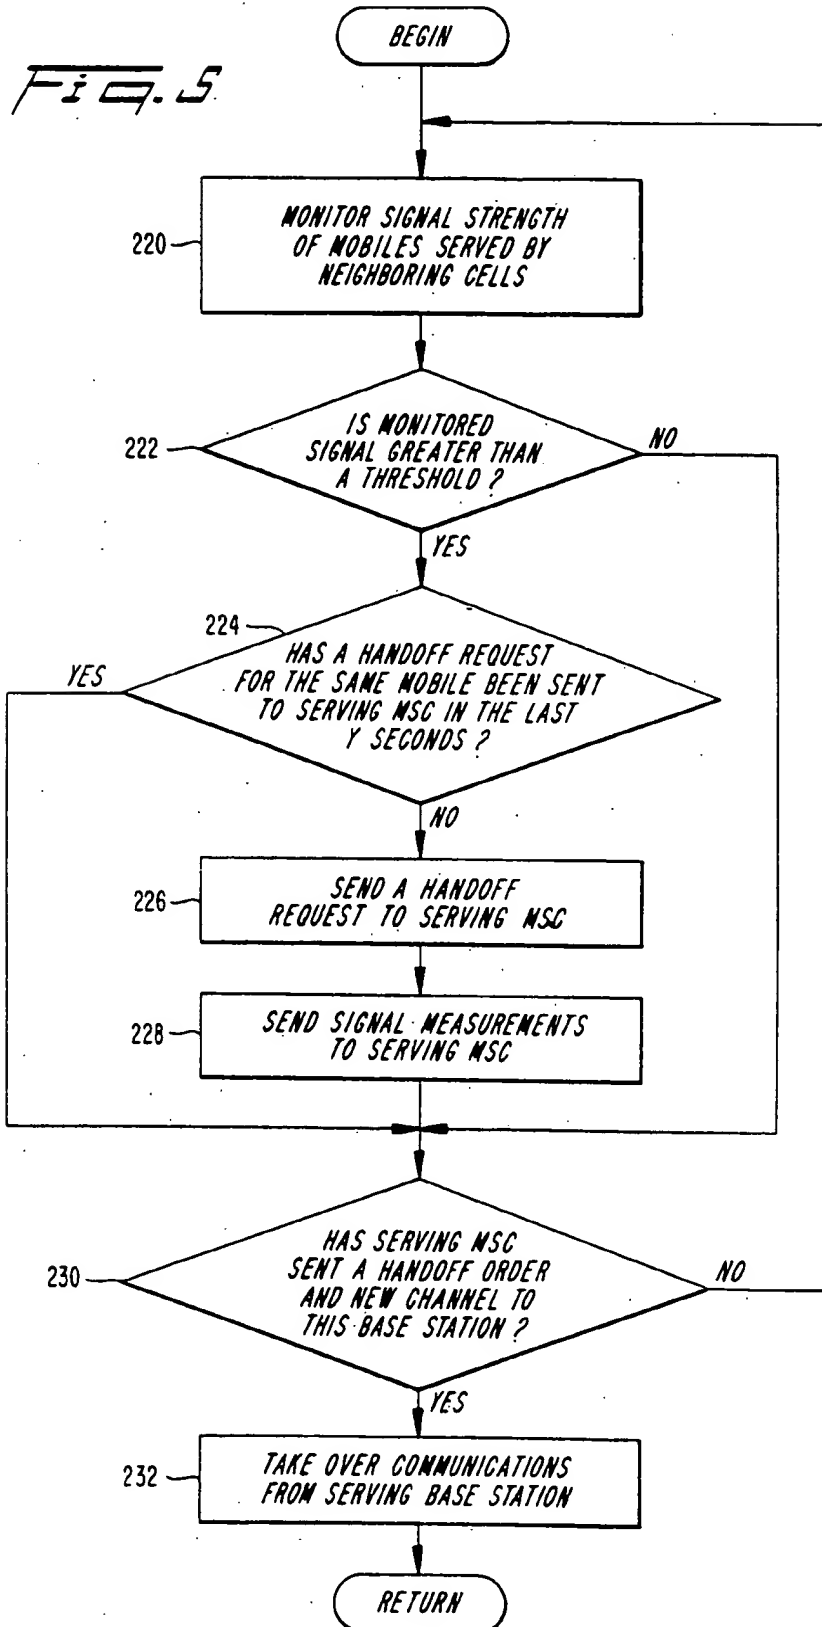 BEGIN
Fig. 5
220
MONITOR SIGNAL STRENGTH
OF MOBILES SERVED BY
NEIGHBORING CELLS
222
IS MONITORED
SIGNAL GREATER THAN
A THRESHOLD ?
NO
YES
224
HAS A HANDOFF REQUEST
FOR THE SAME MOBILE BEEN SENT
TO SERVING MSC IN THE LAST
Y SECONDS ?
YES
NO
226
SEND A HANDOFF
REQUEST TO SERVING MSC
228
SEND SIGNAL MEASUREMENTS
TO SERVING MSC
230
HAS SERVING MSC
SENT A HANDOFF ORDER
AND NEW CHANNEL TO
THIS BASE STATION ?
NO
YES
232
TAKE OVER COMMUNICATIONS
FROM SERVING BASE STATION
RETURN